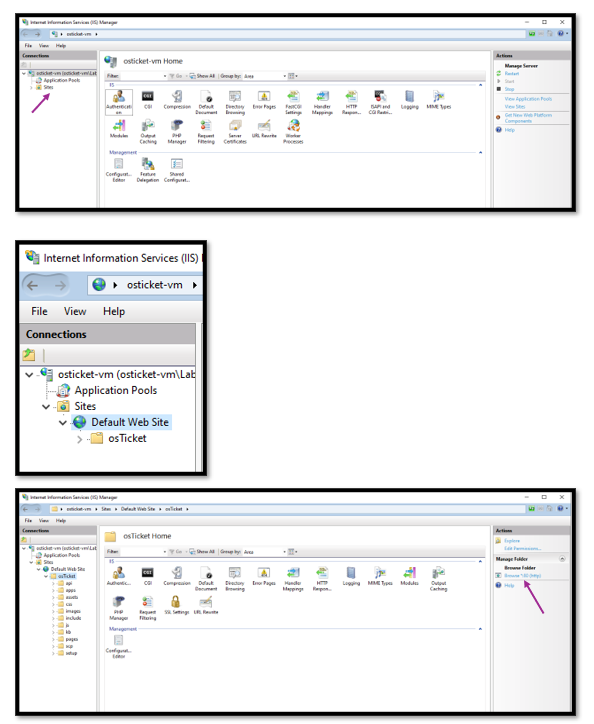 Internet Information Services (IIS) Manager
osticket-vm
File View Help
Connections
osticket-vm (osticket-vm\Lab
Application Pools
Sites
osticket-vm Home
Filter: Go Show All Group by: Area
IIS
Authenticati on
CGI
Compression
Default Document
Directory Browsing
Error Pages
FastCGI Settings
Handler Mappings
HTTP Respon...
ISAPI and CGI Restri...
Logging
MIME Types
Modules
Output Caching
PHP Manager
Request Filtering
Server Certificates
URL Rewrite
Worker Processes
Management
Configurat... Editor
Feature Delegation
Shared Configurat...
Actions
Manage Server
Restart
Start
Stop
View Application Pools
View Sites
Get New Web Platform Components
Help
Internet Information Services (IIS)
osticket-vm
File View Help
Connections
osticket-vm (osticket-vm\Lab
Application Pools
Sites
Default Web Site
osTicket
Internet Information Services (IIS) Manager
osticket-vm Sites Default Web Site osTicket
File View Help
Connections
osticket-vm (osticket-vm\Lab
Application Pools
Sites
Default Web Site
osTicket
api
apps
assets
css
images
include
js
kb
pages
scp
setup
osTicket Home
Filter: Go Show All Group by: Area
IIS
Authentic...
CGI
Compression
Default Document
Directory Browsing
Error Pages
Handler Mappings
HTTP Respon...
Logging
MIME Types
Modules
Output Caching
PHP Manager
Request Filtering
SSL Settings
URL Rewrite
Management
Configurat... Editor
Actions
Explore
Edit Permissions...
Manage Folder
Browse Folder
Browse *:80 (http)
Help